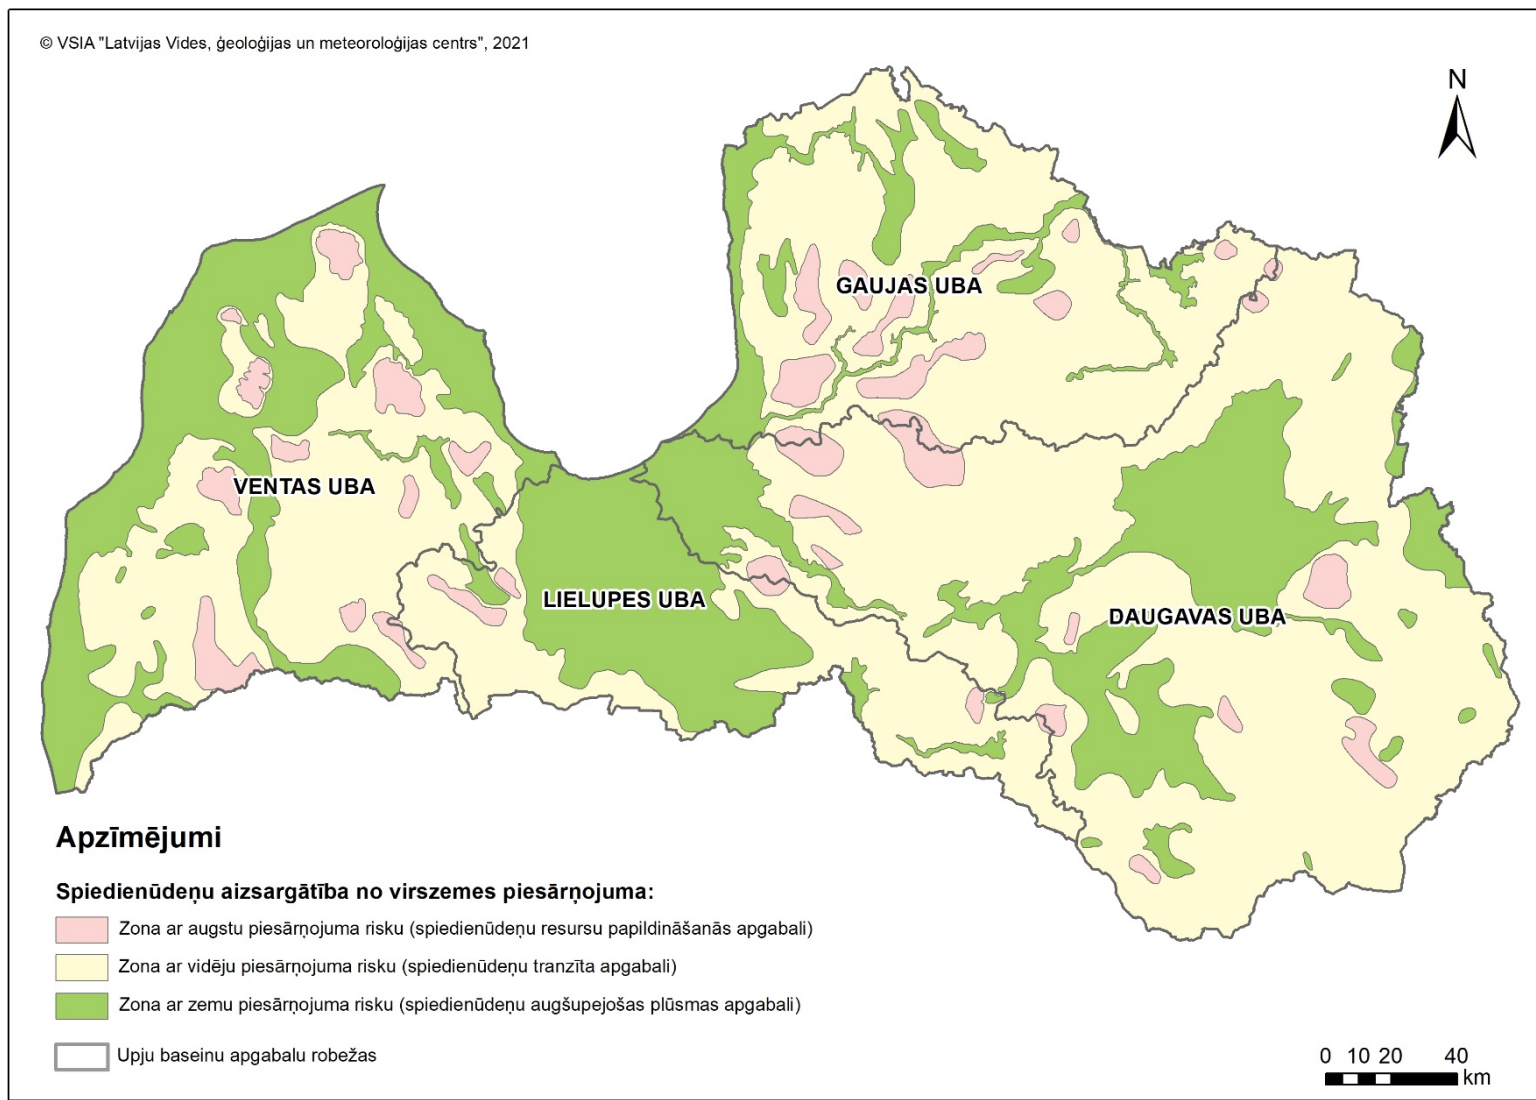 © VSIA "Latvijas Vides, ģeoloģijas un meteoroloģijas centrs", 2021
N
GAUJAS UBA
VENTAS UBA
LIELUPES UBA
DAUGAVAS UBA
Apzīmējumi
Spiedienūdeņu aizsargātība no virszemes piesārņojuma:
Zona ar augstu piesārņojuma risku (spiedienūdeņu resursu papildināšanās apgabali)
Zona ar vidēju piesārņojuma risku (spiedienūdeņu tranzīta apgabali)
Zona ar zemu piesārņojuma risku (spiedienūdeņu augšupejošas plūsmas apgabali)
Upju baseinu apgabalu robežas
0 10 20 40
km